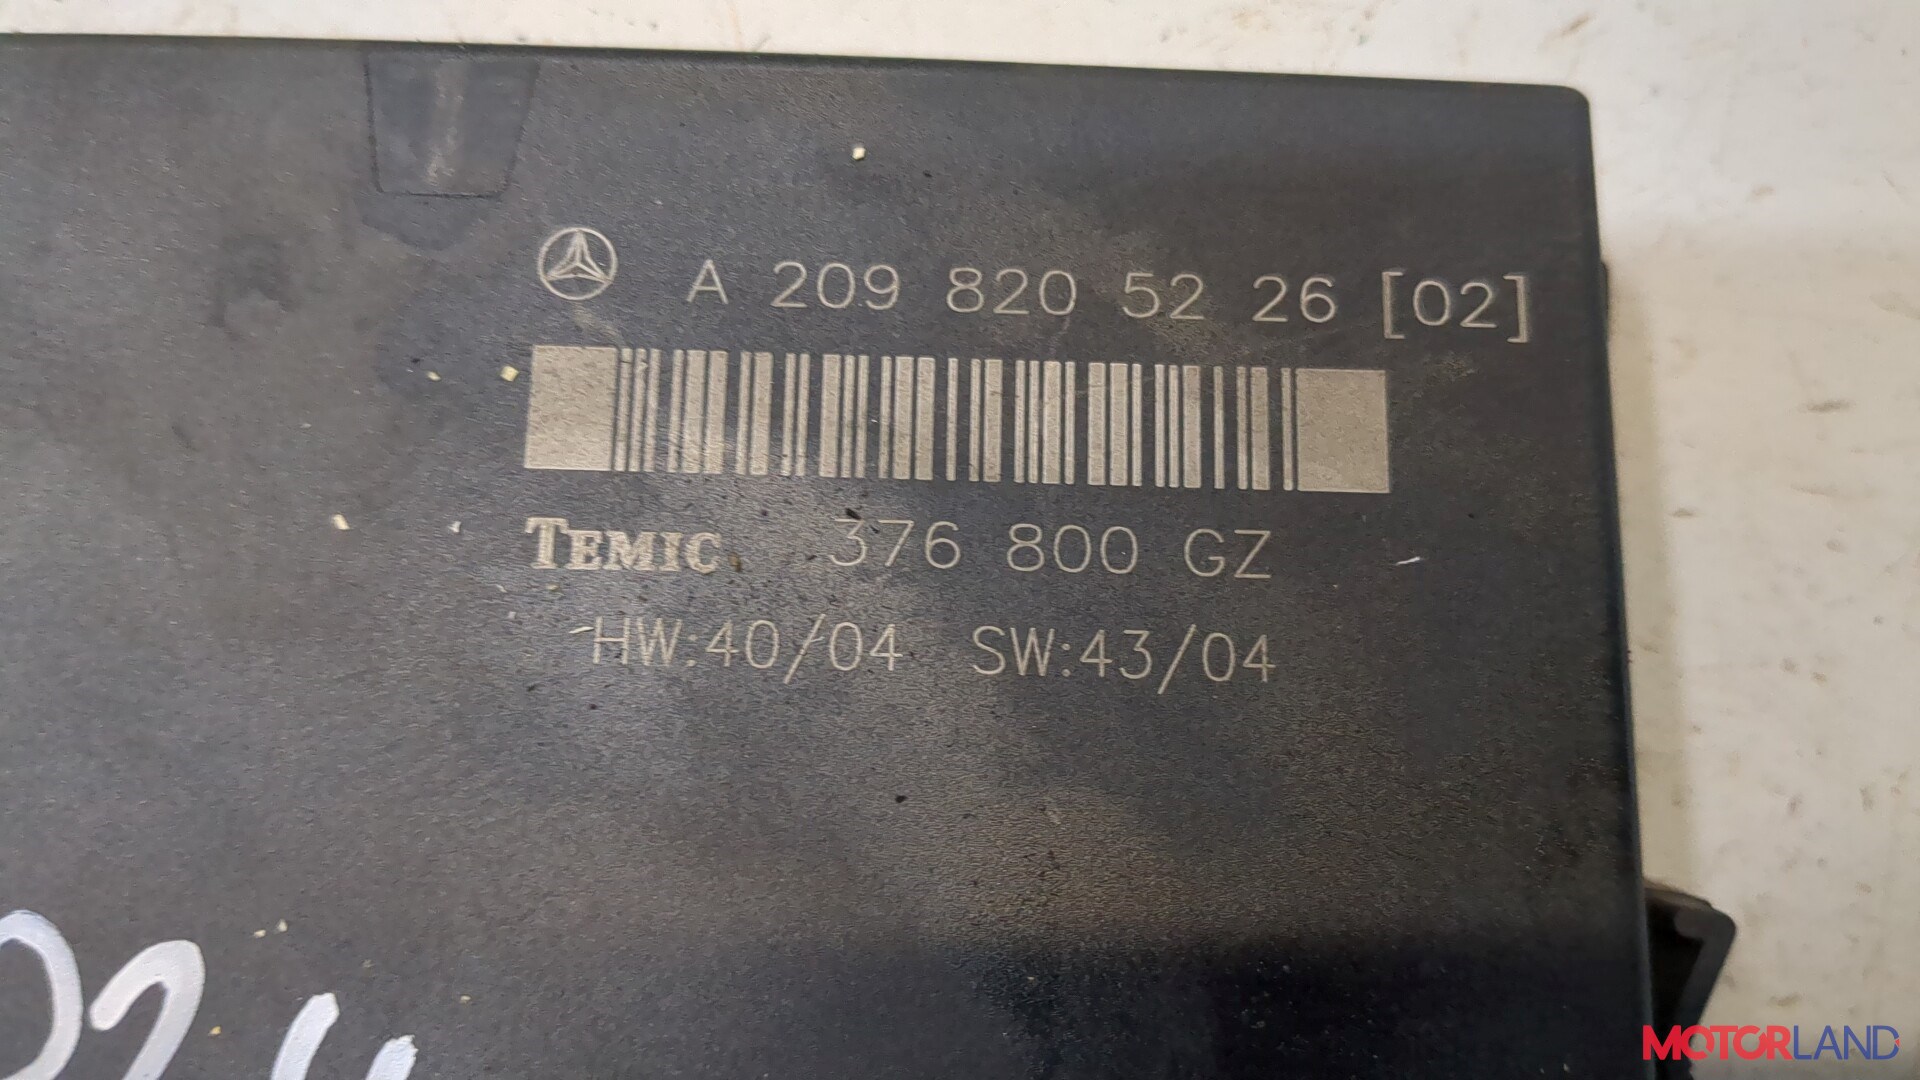 A 209 820 52 26 [02]
TEMIC 376 800 GZ
HW:40/04 SW:43/04
MOTORLAND